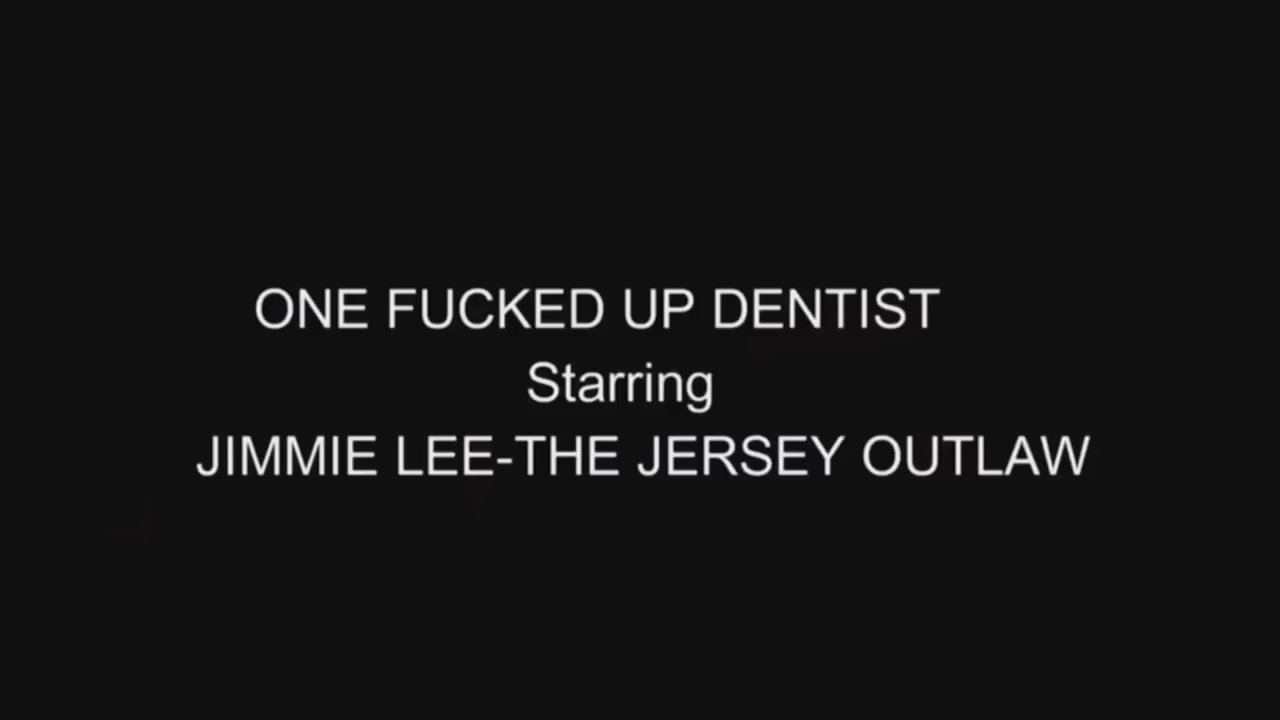 ONE FUCKED UP DENTIST
Starring
JIMMIE LEE-THE JERSEY OUTLAW